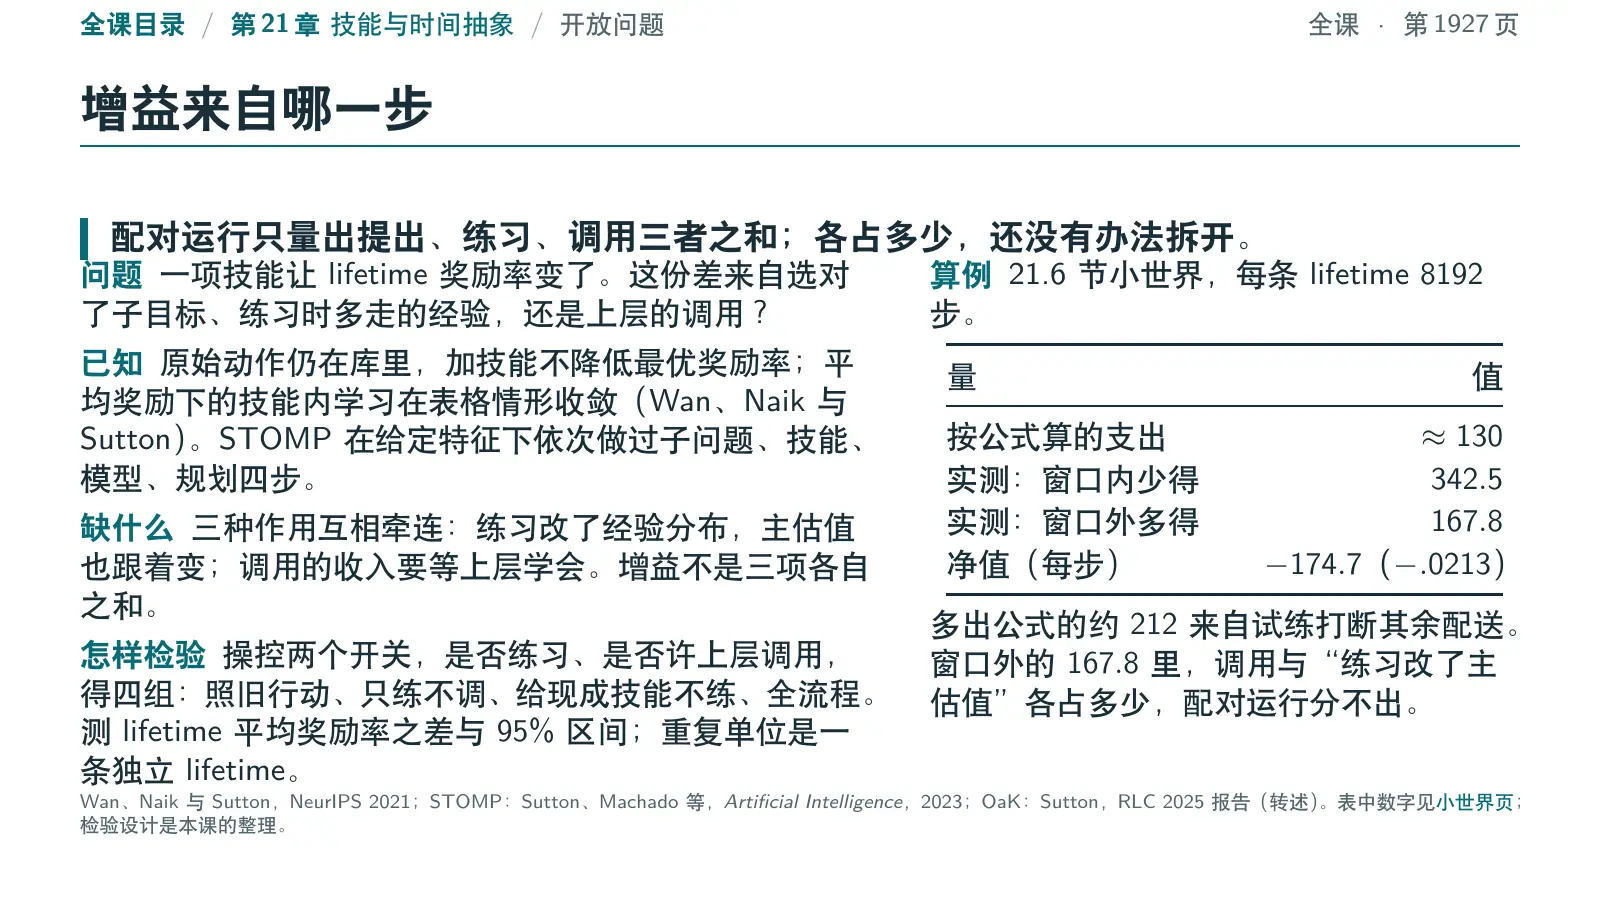 全课目录 / 第 21 章 技能与时间抽象 / 开放问题
全课 · 第 1927 页
增益来自哪一步
配对运行只量出提出、练习、调用三者之和；各占多少，还没有办法拆开。
问题 一项技能让 lifetime 奖励率变了。这份差来自选对
了子目标、练习时多走的经验，还是上层的调用？
已知 原始动作仍在库里，加技能不降低最优奖励率；平
均奖励下的技能内学习在表格情形收敛（Wan、Naik 与
Sutton）。STOMP 在给定特征下依次做过子问题、技能、
模型、规划四步。
缺什么 三种作用互相牵连：练习改了经验分布，主估值
也跟着变；调用的收入要等上层学会。增益不是三项各自
之和。
怎样检验 操控两个开关，是否练习、是否许上层调用，
得四组：照旧行动、只练不调、给现成技能不练、全流程。
测 lifetime 平均奖励率之差与 95% 区间；重复单位是一
条独立 lifetime。
算例 21.6 节小世界，每条 lifetime 8192
步。
量 值
按公式算的支出 ≈ 130
实测：窗口内少得 342.5
实测：窗口外多得 167.8
净值（每步） −174.7（−.0213）
多出公式的约 212 来自试练打断其余配送。
窗口外的 167.8 里，调用与“练习改了主
估值”各占多少，配对运行分不出。
Wan、Naik 与 Sutton，NeurIPS 2021；STOMP：Sutton、Machado 等，Artificial Intelligence，2023；OaK：Sutton，RLC 2025 报告（转述）。表中数字见小世界页；
检验设计是本课的整理。